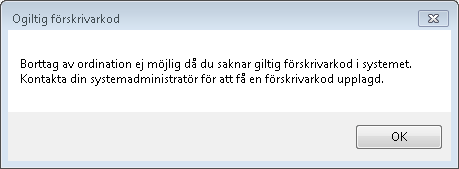 Ogiltig förskrivarkod
Borttag av ordination ej möjlig då du saknar giltig förskrivarkod i systemet.
Kontakta din systemadministratör för att få en förskrivarkod upplagd.
OK